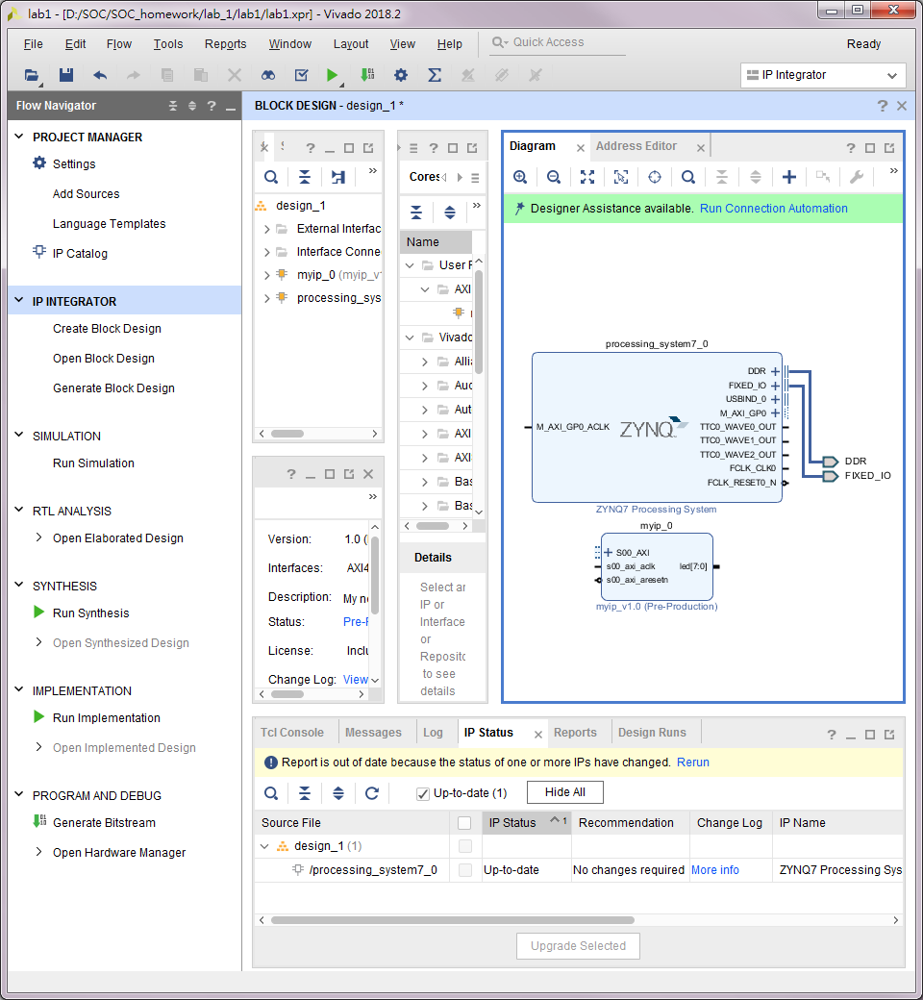 lab1 - [D:/SOC/SOC_homework/lab_1/lab1/lab1.xpr] - Vivado 2018.2
File Edit Flow Tools Reports Window Layout View Help Quick Access Ready
IP Integrator
Flow Navigator
PROJECT MANAGER
Settings
Add Sources
Language Templates
IP Catalog
IP INTEGRATOR
Create Block Design
Open Block Design
Generate Block Design
SIMULATION
Run Simulation
RTL ANALYSIS
Open Elaborated Design
SYNTHESIS
Run Synthesis
Open Synthesized Design
IMPLEMENTATION
Run Implementation
Open Implemented Design
PROGRAM AND DEBUG
Generate Bitstream
Open Hardware Manager
BLOCK DESIGN - design_1 *
design_1
External Interfac
Interface Conne
myip_0 (myip_v
processing_sys
Version: 1.0 (
Interfaces: AXI4
Description: My n
Status: Pre-P
License: Inclu
Change Log: View
Cores
Name
User R
AXI
Vivado
Allia
Aud
Aut
AXI
AXI
Bas
Bas
Details
Select an
IP or
Interface
or
Reposito
to see
details
Diagram Address Editor
Designer Assistance available. Run Connection Automation
processing_system7_0
DDR
FIXED_IO
USBIND_0
M_AXI_GP0
M_AXI_GP0_ACLK ZYNQ TTC0_WAVE0_OUT
TTC0_WAVE1_OUT
TTC0_WAVE2_OUT
FCLK_CLK0
FCLK_RESET0_N
ZYNQ7 Processing System
DDR
FIXED_IO
myip_0
S00_AXI
s00_axi_aclk led[7:0]
s00_axi_aresetn
myip_v1.0 (Pre-Production)
Tcl Console Messages Log IP Status Reports Design Runs
Report is out of date because the status of one or more IPs have changed. Rerun
Up-to-date (1) Hide All
Source File IP Status 1 Recommendation Change Log IP Name
design_1 (1)
/processing_system7_0 Up-to-date No changes required More info ZYNQ7 Processing Sys
Upgrade Selected